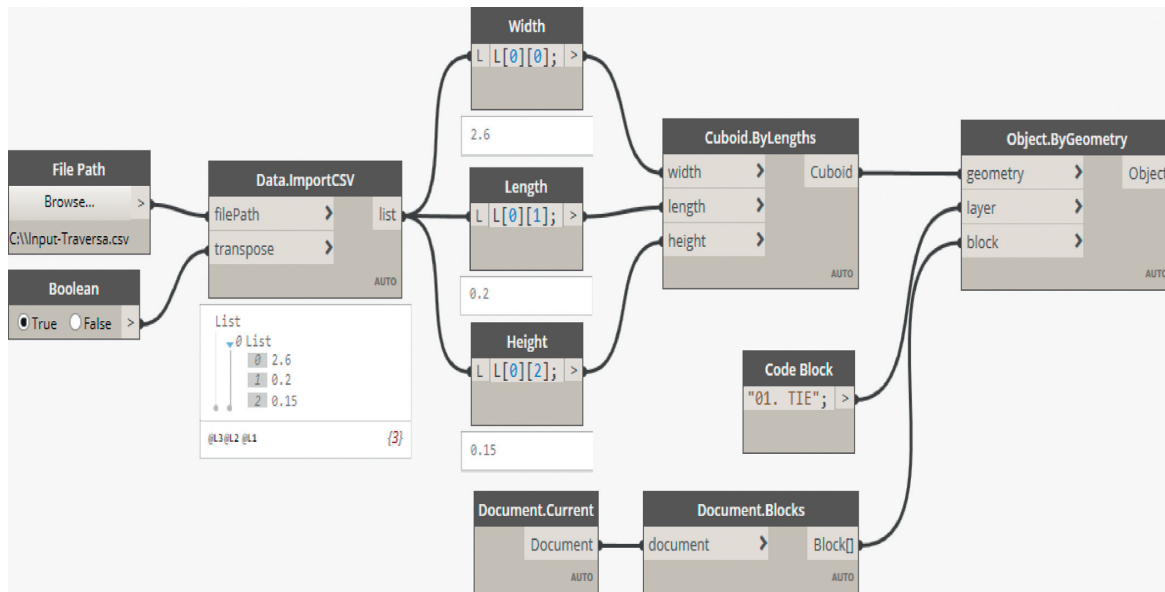 File Path
Browse... >
C:\\Input-Traversa.csv
Boolean
True False >
Data.ImportCSV
filePath > list
transpose >
AUTO
List
0 List
0 2.6
1 0.2
2 0.15
@L3@L2 @L1 {3}
Width
L L[0][0]; >
2.6
Length
L L[0][1]; >
0.2
Height
L L[0][2]; >
0.15
Cuboid.ByLengths
width > Cuboid
length >
height >
AUTO
Code Block
"01. TIE"; >
Document.Current
Document
AUTO
Document.Blocks
document > Block[]
AUTO
Object.ByGeometry
geometry > Object
layer >
block >
AUT